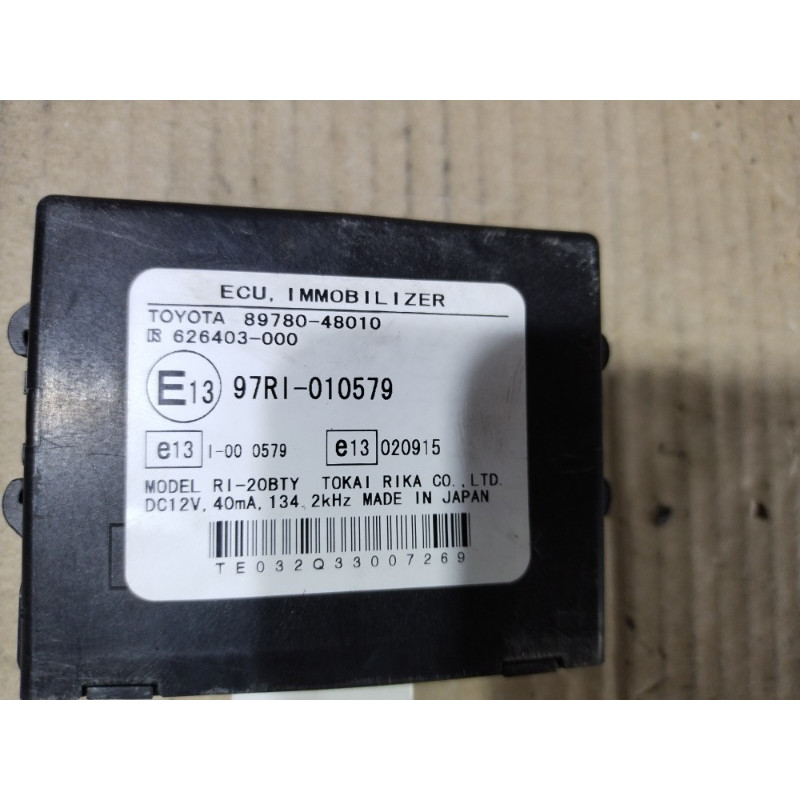 ECU, IMMOBILIZER
TOYOTA 89780-48010
626403-000
E13 97RI-010579
e13 I-00 0579 e13 020915
MODEL RI-20BTY TOKAI RIKA CO., LTD.
DC12V, 40mA, 134.2kHz MADE IN JAPAN
TE032Q33007269